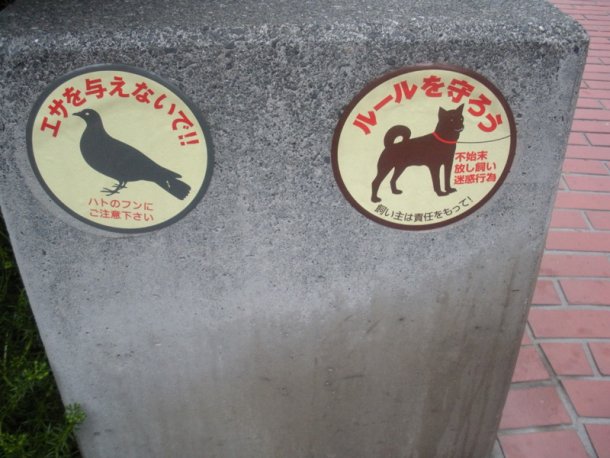 エサを与えないで!!
ハトのフンに
ご注意下さい
ルールを守ろう
不始末
放し飼い
迷惑行為
飼い主は責任をもって!